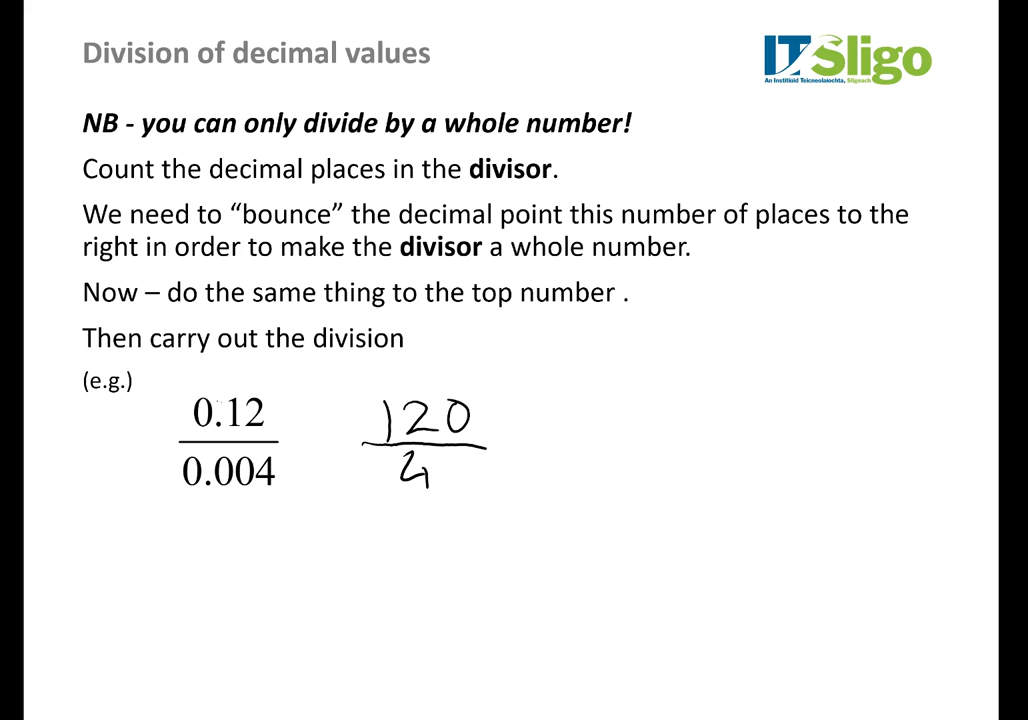 Division of decimal values
ITSligo
An Institiúid Teicneolaíochta, Sligeach
NB - you can only divide by a whole number!
Count the decimal places in the divisor.
We need to “bounce” the decimal point this number of places to the
right in order to make the divisor a whole number.
Now – do the same thing to the top number .
Then carry out the division
(e.g.)
0.12 120
0.004 4